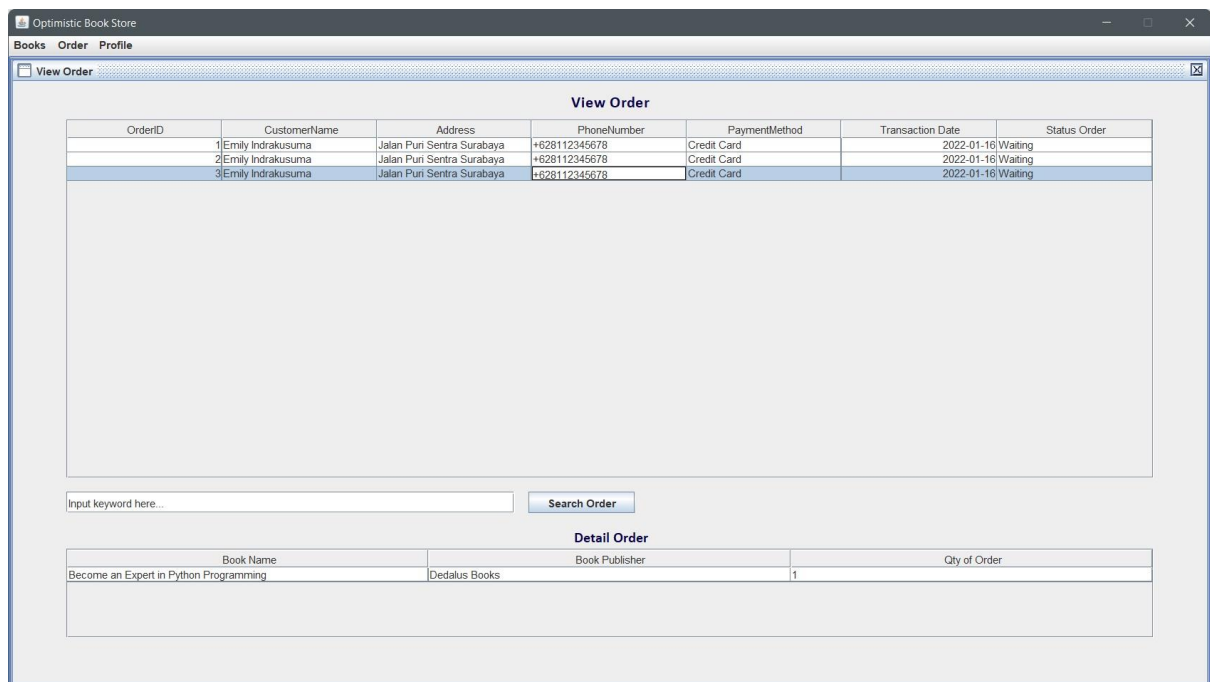 Optimistic Book Store
Books Order Profile
View Order
View Order
OrderID CustomerName Address PhoneNumber PaymentMethod Transaction Date Status Order
1 Emily Indrakusuma Jalan Puri Sentra Surabaya +628112345678 Credit Card 2022-01-16 Waiting
2 Emily Indrakusuma Jalan Puri Sentra Surabaya +628112345678 Credit Card 2022-01-16 Waiting
3 Emily Indrakusuma Jalan Puri Sentra Surabaya +628112345678 Credit Card 2022-01-16 Waiting
Input keyword here... Search Order
Detail Order
Book Name Book Publisher Qty of Order
Become an Expert in Python Programming Dedalus Books 1